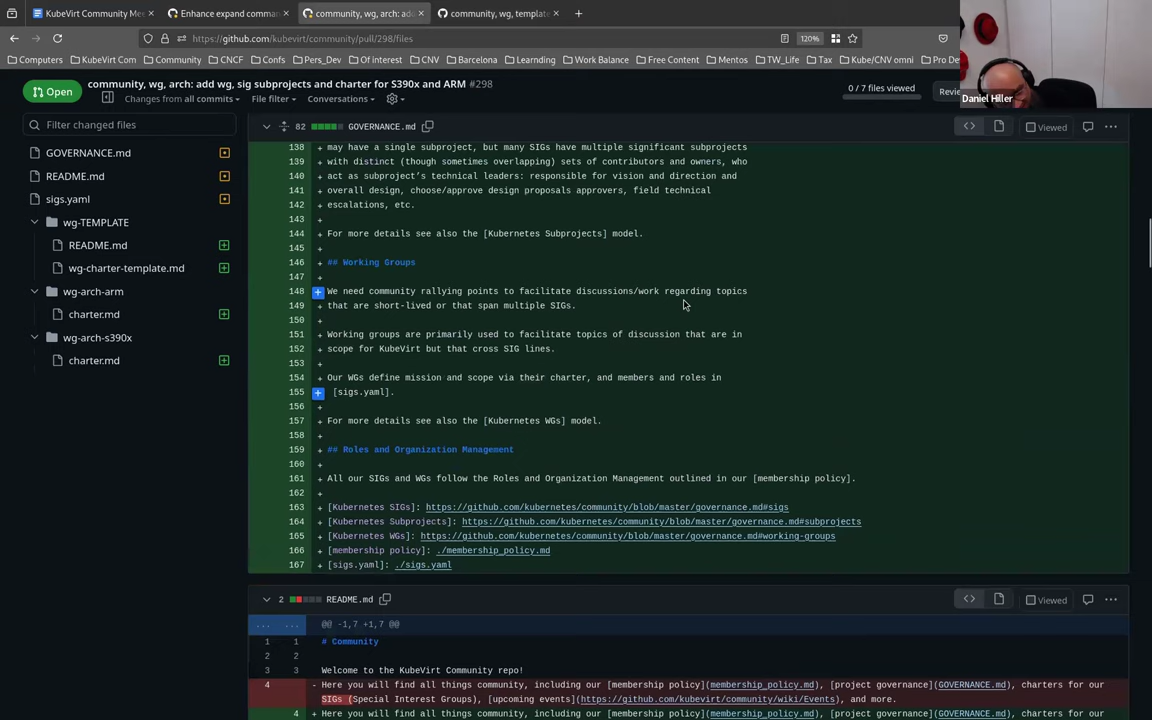 KubeVirt Community Mee
Enhance expand comman
community, wg, arch: add
community, wg, template
https://github.com/kubevirt/community/pull/298/files
120%
Computers
KubeVirt Com
Community
CNCF
Confs
Pers_Dev
Of interest
CNV
Barcelona
Learnding
Work Balance
Free Content
Mentos
TW_Life
Tax
Kube/CNV omni
Pro De
Daniel Hiller
Open
community, wg, arch: add wg, sig subprojects and charter for S390x and ARM #298
Changes from all commits
File filter
Conversations
0 / 7 files viewed
Revie
Filter changed files
GOVERNANCE.md
README.md
sigs.yaml
wg-TEMPLATE
README.md
wg-charter-template.md
wg-arch-arm
charter.md
wg-arch-s390x
charter.md
82 GOVERNANCE.md
Viewed
138 + may have a single subproject, but many SIGs have multiple significant subprojects
139 + with distinct (though sometimes overlapping) sets of contributors and owners, who
140 + act as subproject's technical leaders: responsible for vision and direction and
141 + overall design, choose/approve design proposals approvers, field technical
142 + escalations, etc.
143 +
144 + For more details see also the [Kubernetes Subprojects] model.
145 +
146 + ## Working Groups
147 +
148 + We need community rallying points to facilitate discussions/work regarding topics
149 + that are short-lived or that span multiple SIGs.
150 +
151 + Working groups are primarily used to facilitate topics of discussion that are in
152 + scope for KubeVirt but that cross SIG lines.
153 +
154 + Our WGs define mission and scope via their charter, and members and roles in
155 + [sigs.yaml].
156 +
157 + For more details see also the [Kubernetes WGs] model.
158 +
159 + ## Roles and Organization Management
160 +
161 + All our SIGs and WGs follow the Roles and Organization Management outlined in our [membership policy].
162 +
163 + [Kubernetes SIGs]: https://github.com/kubernetes/community/blob/master/governance.md#sigs
164 + [Kubernetes Subprojects]: https://github.com/kubernetes/community/blob/master/governance.md#subprojects
165 + [Kubernetes WGs]: https://github.com/kubernetes/community/blob/master/governance.md#working-groups
166 + [membership policy]: ./membership_policy.md
167 + [sigs.yaml]: ./sigs.yaml
2 README.md
Viewed
... ... @@ -1,7 +1,7 @@
1 1 # Community
2 2
3 3 Welcome to the KubeVirt Community repo!
4 - Here you will find all things community, including our [membership policy](membership_policy.md), [project governance](GOVERNANCE.md), charters for our
SIGs (Special Interest Groups), [upcoming events](https://github.com/kubevirt/community/wiki/Events), and more.
4 + Here you will find all things community, including our [membership policy](membership_policy.md), [project governance](GOVERNANCE.md), charters for our